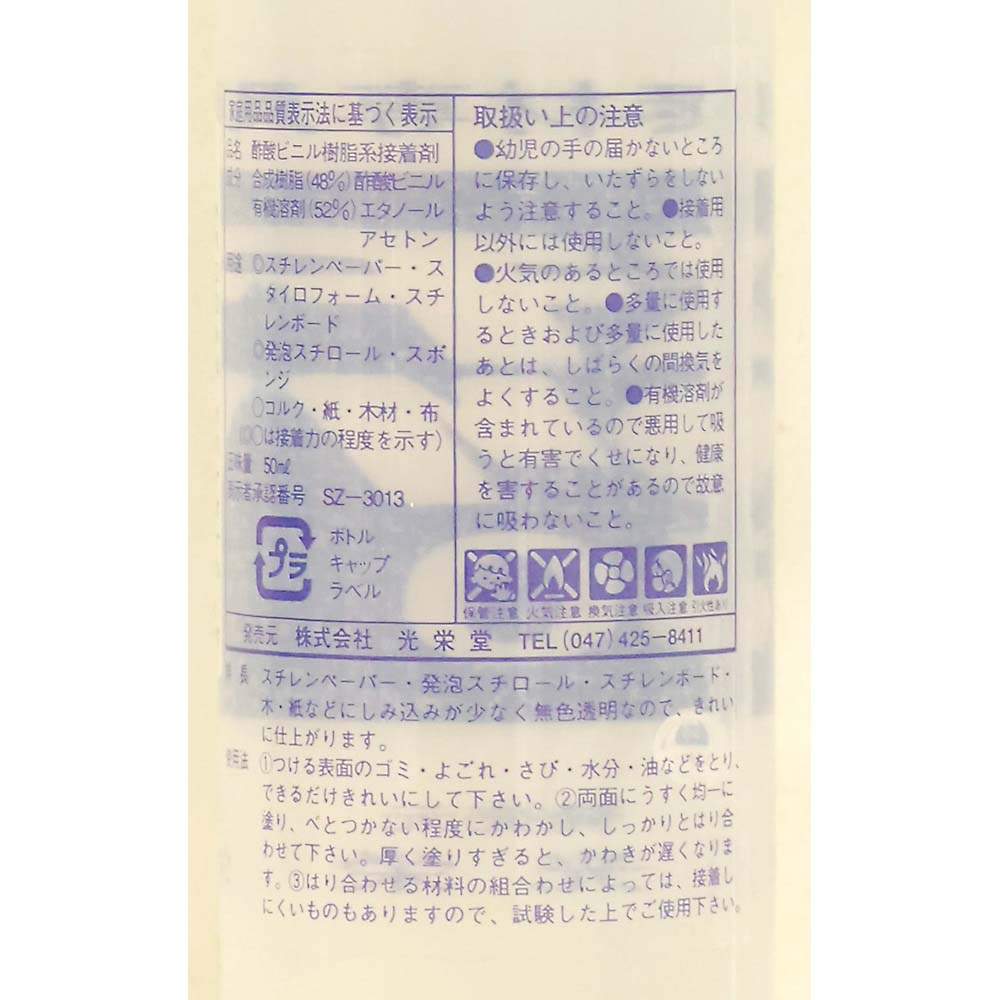 家庭用品品質表示法に基づく表示
品名 酢酸ビニル樹脂系接着剤
成分 合成樹脂(48%)酢酸ビニル
有機溶剤(52%)エタノール
アセトン
用途 ◎スチレンペーパー・ス
タイロフォーム・スチ
レンボード
◎発泡スチロール・スポ
ンジ
○コルク・紙・木材・布
○は接着力の程度を示す)
正味量 50mℓ
表示者承認番号 SZ-3013
プラ
ボトル
キャップ
ラベル
取扱い上の注意
●幼児の手の届かないところ
に保存し、いたずらをしない
よう注意すること。●接着用
以外には使用しないこと。
●火気のあるところでは使用
しないこと。●多量に使用す
るときおよび多量に使用した
あとは、しばらくの間換気を
よくすること。●有機溶剤が
含まれているので悪用して吸
うと有害でくせになり、健康
を害することがあるので故意
に吸わないこと。
保管注意 火気注意 換気注意 吸入注意 引火性あり
発売元 株式会社 光栄堂 TEL(047)425-8411
特長 スチレンペーパー・発泡スチロール・スチレンボード・
木・紙などにしみ込みが少なく無色透明なので、きれい
に仕上がります。
使用法 ①つける表面のゴミ・よごれ・さび・水分・油などをとり、
できるだけきれいにして下さい。②両面にうすく均一に
塗り、べとつかない程度にかわかし、しっかりとはり合
わせて下さい。厚く塗りすぎると、かわきが遅くなりま
す。③はり合わせる材料の組合わせによっては、接着し
にくいものもありますので、試験した上でご使用下さい。